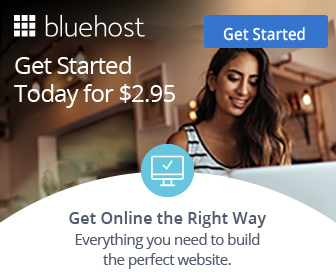 bluehost
Get Started
Get Started
Today for $2.95
Get Online the Right Way
Everything you need to build
the perfect website.